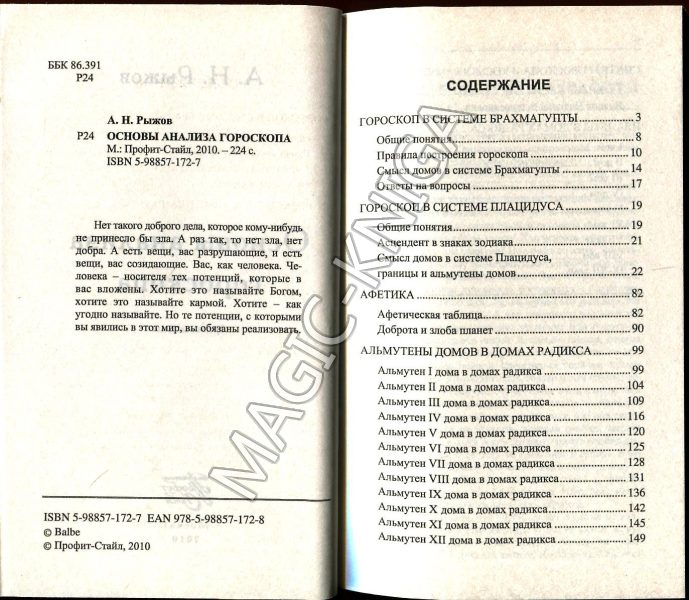 ББК 86.391
Р24
А. Н. Рыжов
Р24 ОСНОВЫ АНАЛИЗА ГОРОСКОПА
М.: Профит-Стайл, 2010. – 224 с.
ISBN 5-98857-172-7
Нет такого доброго дела, которое кому-нибудь
не принесло бы зла. А раз так, то нет зла, нет
добра. А есть вещи, вас разрушающие, и есть
вещи, вас созидающие. Вас, как человека. Че-
ловека – носителя тех потенций, которые в
вас вложены. Хотите это называйте Богом,
хотите это называйте кармой. Хотите – как
угодно называйте. Но те потенции, с которыми
вы явились в этот мир, вы обязаны реализовать.
ISBN 5-98857-172-7 EAN 978-5-98857-172-8
© Balbe
© Профит-Стайл, 2010
СОДЕРЖАНИЕ
ГОРОСКОП В СИСТЕМЕ БРАХМАГУПТЫ 3
Общие понятия 8
Правила построения гороскопа 10
Смысл домов в системе Брахмагупты 14
Ответы на вопросы 17
ГОРОСКОП В СИСТЕМЕ ПЛАЦИДУСА 19
Общие понятия 19
Асцендент в знаках зодиака 21
Смысл домов в системе Плацидуса,
границы и альмутены домов 22
АФЕТИКА 82
Афетическая таблица 82
Доброта и злоба планет 90
АЛЬМУТЕНЫ ДОМОВ В ДОМАХ РАДИКСА 99
Альмутен I дома в домах радикса 99
Альмутен II дома в домах радикса 104
Альмутен III дома в домах радикса 109
Альмутен IV дома в домах радикса 116
Альмутен V дома в домах радикса 120
Альмутен VI дома в домах радикса 125
Альмутен VII дома в домах радикса 128
Альмутен VIII дома в домах радикса 131
Альмутен IX дома в домах радикса 136
Альмутен X дома в домах радикса 142
Альмутен XI дома в домах радикса 145
Альмутен XII дома в домах радикса 149
MAGIC-KNIGA